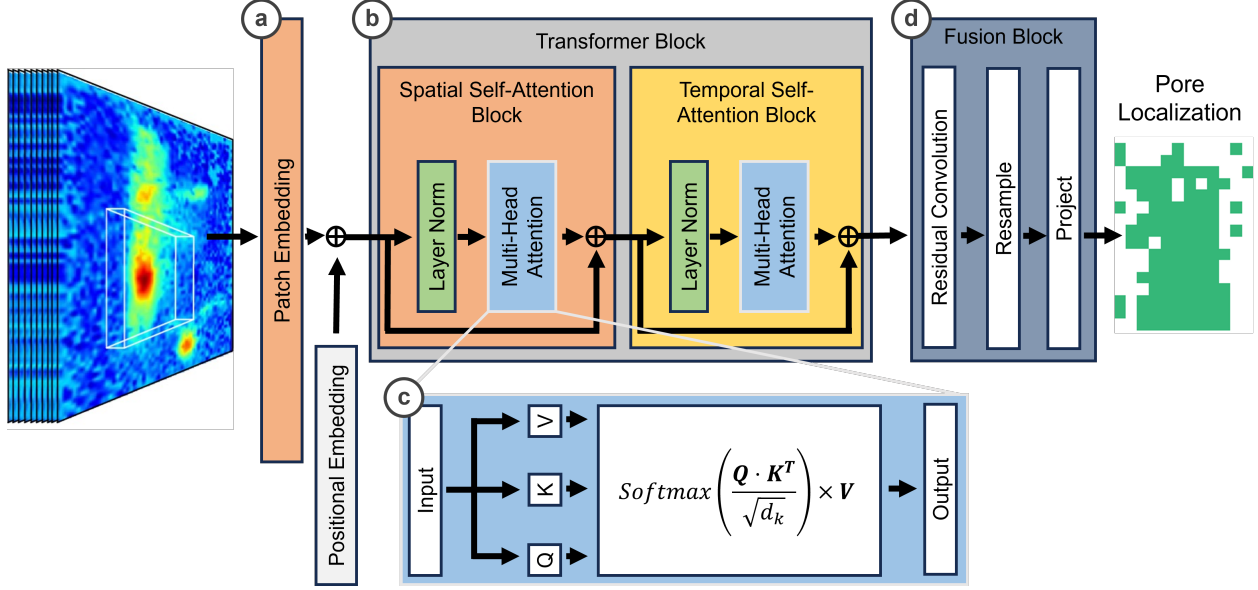 a
Patch Embedding
Positional Embedding
b
Transformer Block
Spatial Self-Attention
Block
Layer Norm
Multi-Head
Attention
Temporal Self-
Attention Block
Layer Norm
Multi-Head
Attention
c
Input
V
K
Q
Softmax(Q · K^T / √d_k) × V
Output
d
Fusion Block
Residual Convolution
Resample
Project
Pore
Localization